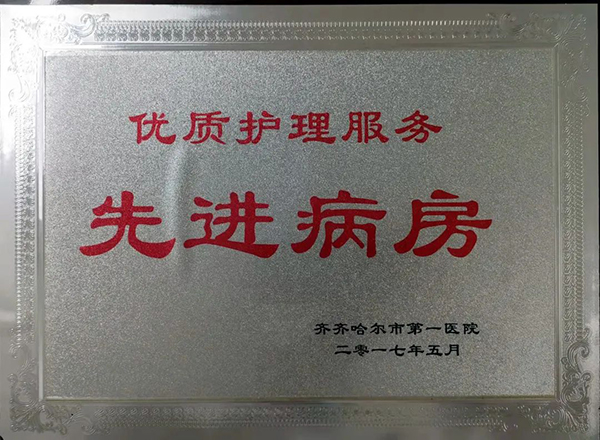 优质护理服务
先进病房
齐齐哈尔市第一医院
二零一七年五月